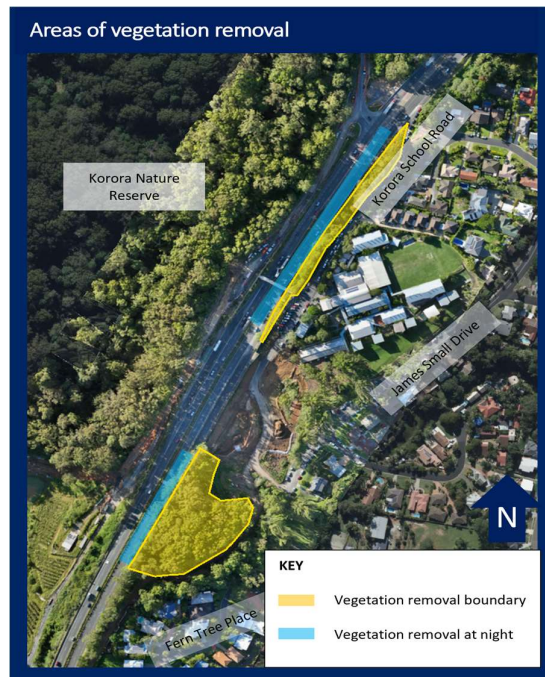 Areas of vegetation removal
Korora Nature
Reserve
Korora School Road
James Small Drive
N
Fern Tree Place
KEY
Vegetation removal boundary
Vegetation removal at night